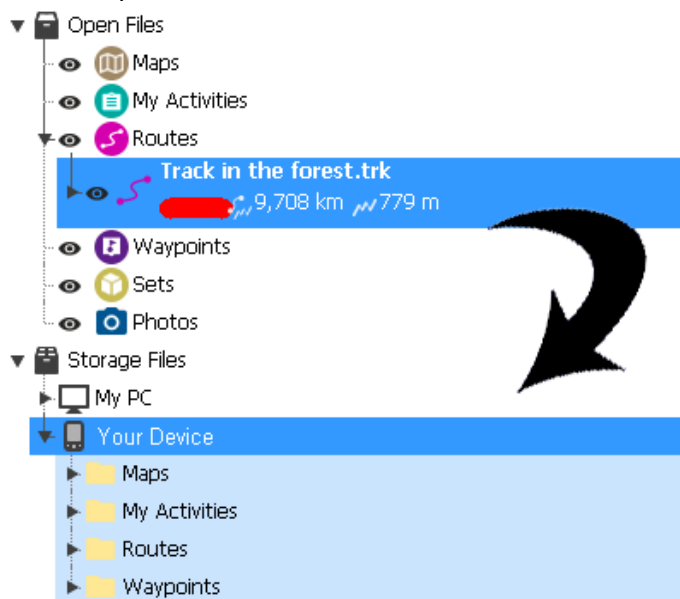 Open Files
Maps
My Activities
Routes
Track in the forest.trk
9,708 km 779 m
Waypoints
Sets
Photos
Storage Files
My PC
Your Device
Maps
My Activities
Routes
Waypoints